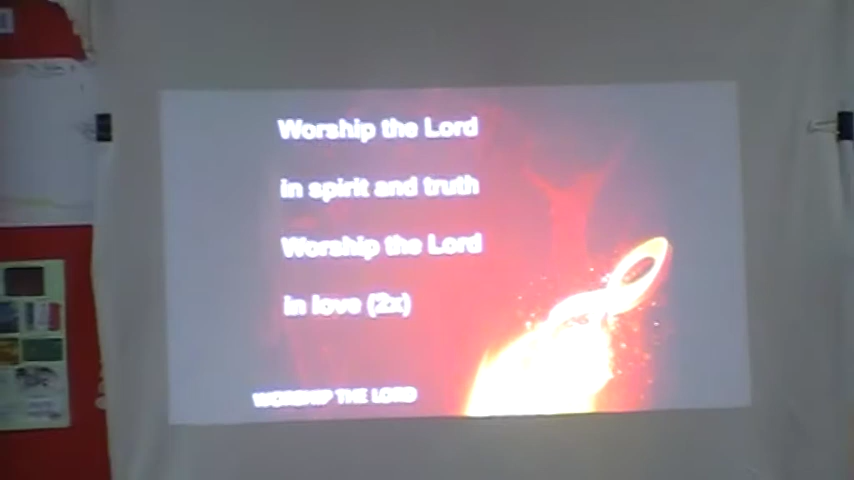 Worship the Lord
in spirit and truth
Worship the Lord
in love (2x)
WORSHIP THE LORD